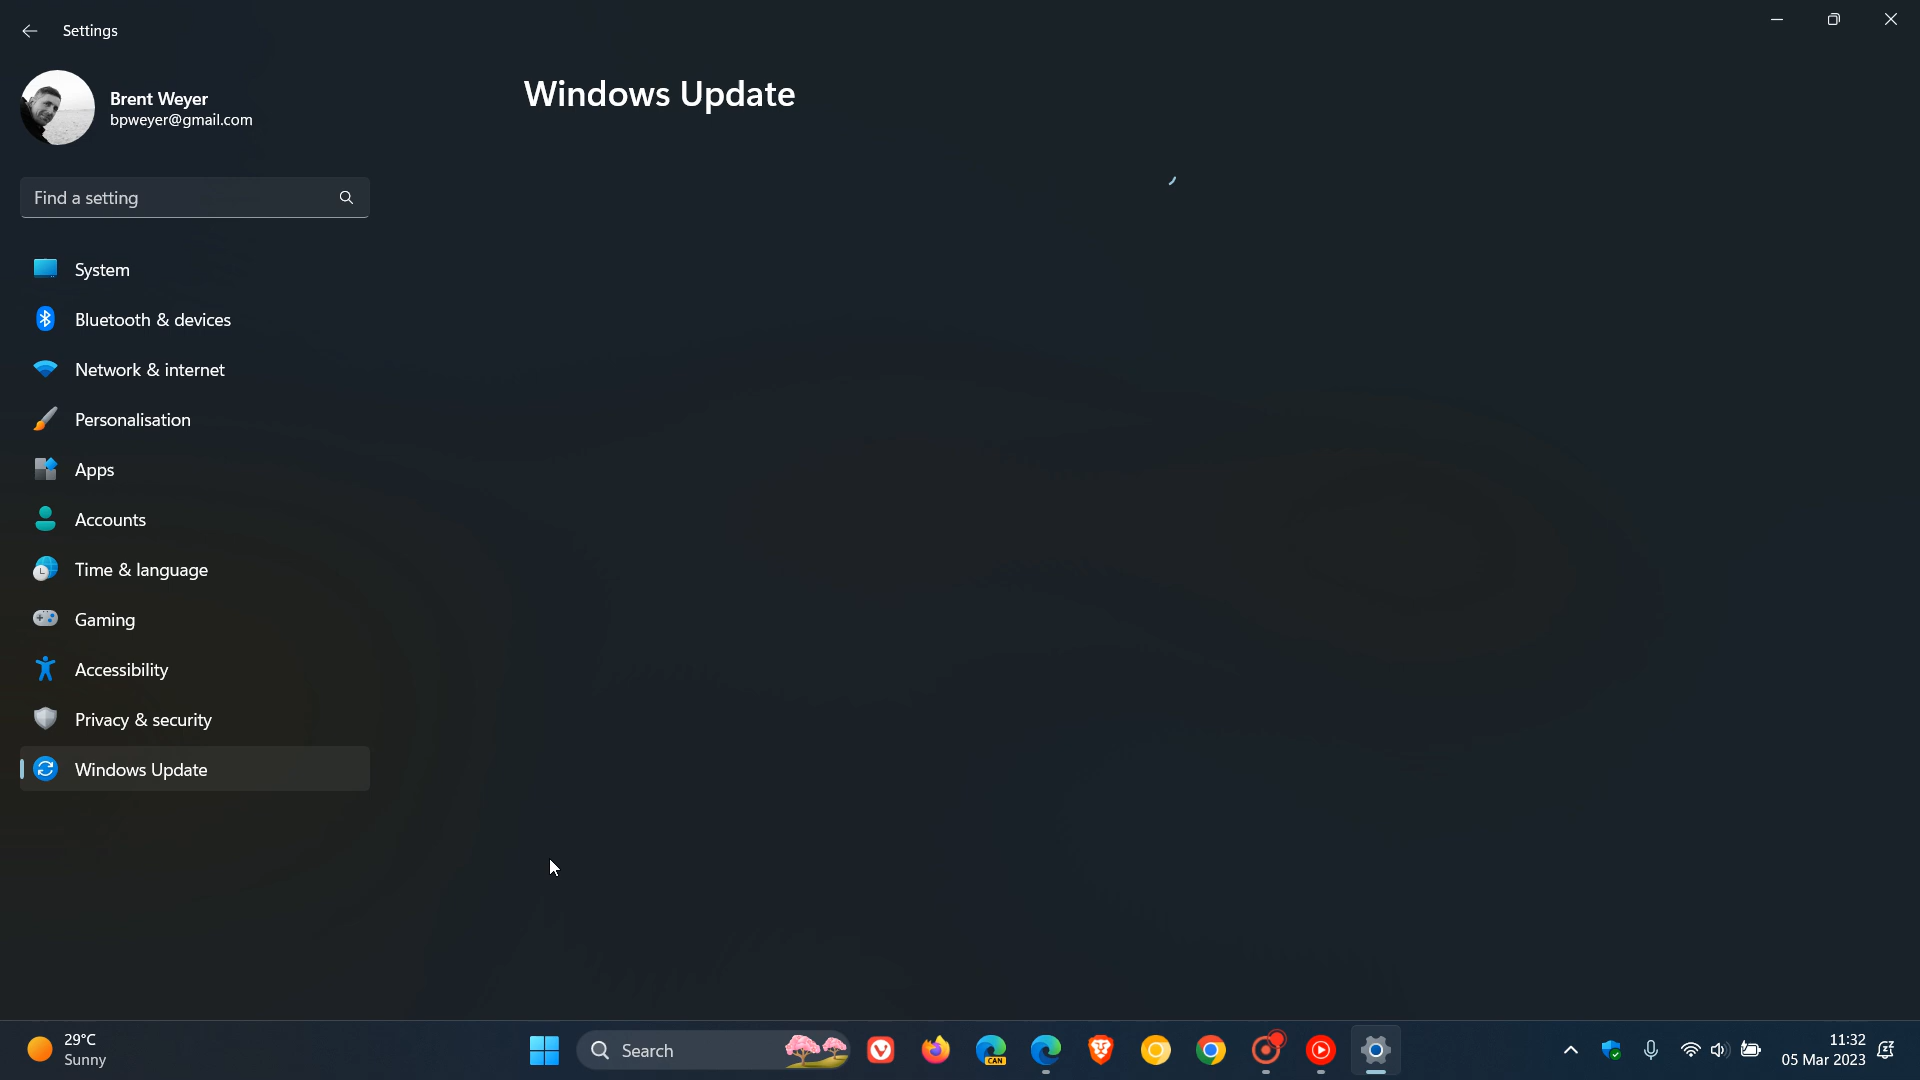 Settings
Brent Weyer
bpweyer@gmail.com
Find a setting
System
Bluetooth & devices
Network & internet
Personalisation
Apps
Accounts
Time & language
Gaming
Accessibility
Privacy & security
Windows Update
Windows Update
29°C
Sunny
Search
CAN
11:32
05 Mar 2023